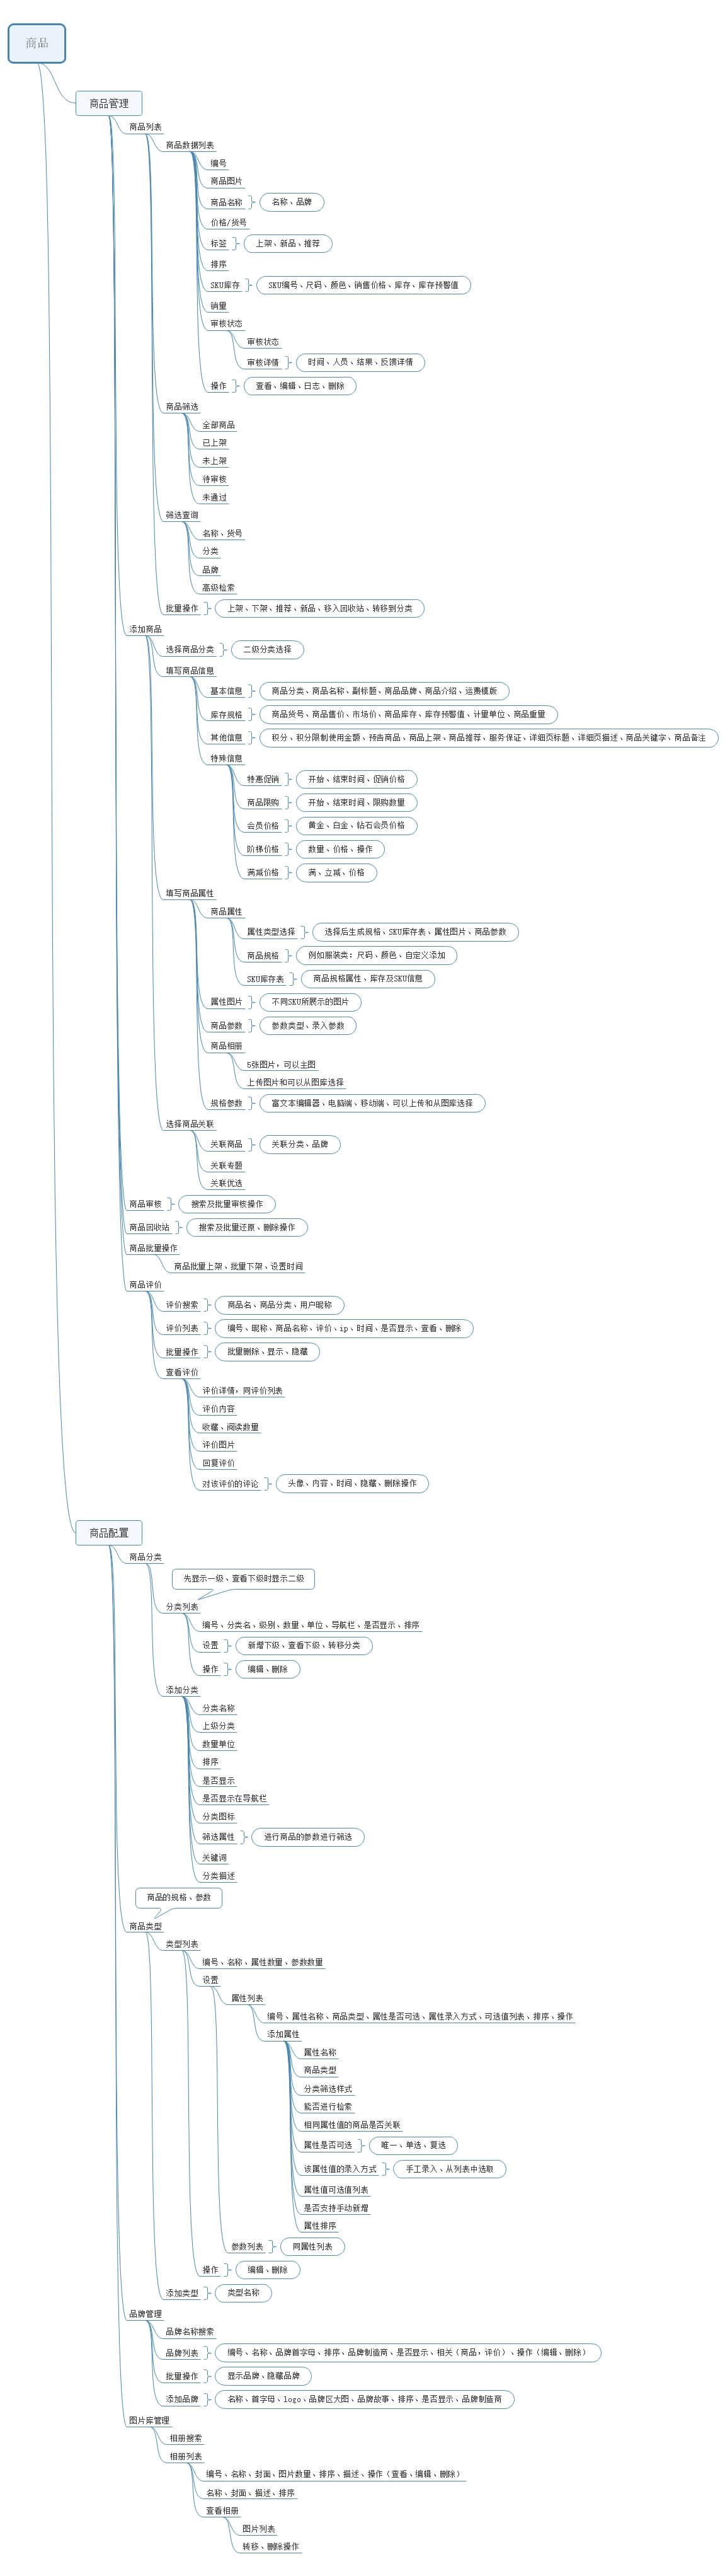 商品
商品管理
商品列表
商品数据列表
编号
商品图片
商品名称
名称、品牌
价格/货号
标签
上架、新品、推荐
排序
SKU库存
SKU编号、尺码、颜色、销售价格、库存、库存预警值
销量
审核状态
审核状态
审核详情
时间、人员、结果、反馈详情
操作
查看、编辑、日志、删除
商品筛选
全部商品
已上架
未上架
待审核
未通过
筛选查询
名称、货号
分类
品牌
高级检索
批量操作
上架、下架、推荐、新品、移入回收站、转移到分类
添加商品
选择商品分类
二级分类选择
填写商品信息
基本信息
商品分类、商品名称、副标题、商品品牌、商品介绍、运费模版
库存规格
商品货号、商品售价、市场价、商品库存、库存预警值、计量单位、商品重量
其他信息
积分、积分限制使用金额、预告商品、商品上架、商品推荐、服务保证、详细页标题、详细页描述、商品关键字、商品备注
特殊信息
特惠促销
开始、结束时间、促销价格
商品限购
开始、结束时间、限购数量
会员价格
黄金、白金、钻石会员价格
阶梯价格
数量、价格、操作
满减价格
满、立减、价格
填写商品属性
商品属性
属性类型选择
选择后生成规格、SKU库存表、属性图片、商品参数
商品规格
例如服装类：尺码、颜色、自定义添加
SKU库存表
商品规格属性、库存及SKU信息
属性图片
不同SKU所展示的图片
商品参数
参数类型、录入参数
商品相册
5张图片，可以主图
上传图片和可以从图库选择
规格参数
富文本编辑器、电脑端、移动端、可以上传和从图库选择
选择商品关联
关联商品
关联分类、品牌
关联专题
关联优选
商品审核
搜索及批量审核操作
商品回收站
搜索及批量还原、删除操作
商品批量操作
商品批量上架、批量下架、设置时间
商品评价
评价搜索
商品名、商品分类、用户昵称
评价列表
编号、昵称、商品名称、评价、ip、时间、是否显示、查看、删除
批量操作
批量删除、显示、隐藏
查看评价
评价详情，同评价列表
评价内容
收藏、阅读数量
评价图片
回复评价
对该评价的评论
头像、内容、时间、隐藏、删除操作
商品配置
商品分类
先显示一级、查看下级时显示二级
分类列表
编号、分类名、级别、数量、单位、导航栏、是否显示、排序
设置
新增下级、查看下级、转移分类
操作
编辑、删除
添加分类
分类名称
上级分类
数量单位
排序
是否显示
是否显示在导航栏
分类图标
筛选属性
进行商品的参数进行筛选
关键词
分类描述
商品的规格、参数
商品类型
类型列表
编号、名称、属性数量、参数数量
设置
属性列表
编号、属性名称、商品类型、属性是否可选、属性录入方式、可选值列表、排序、操作
添加属性
属性名称
商品类型
分类筛选样式
能否进行检索
相同属性值的商品是否关联
属性是否可选
唯一、单选、复选
该属性值的录入方式
手工录入、从列表中选取
属性值可选值列表
是否支持手动新增
属性排序
参数列表
同属性列表
操作
编辑、删除
添加类型
类型名称
品牌管理
品牌名称搜索
品牌列表
编号、名称、品牌首字母、排序、品牌制造商、是否显示、相关（商品，评价）、操作（编辑、删除）
批量操作
显示品牌、隐藏品牌
添加品牌
名称、首字母、logo、品牌区大图、品牌故事、排序、是否显示、品牌制造商
图片库管理
相册搜索
相册列表
编号、名称、封面、图片数量、排序、描述、操作（查看、编辑、删除）
名称、封面、描述、排序
查看相册
图片列表
转移、删除操作